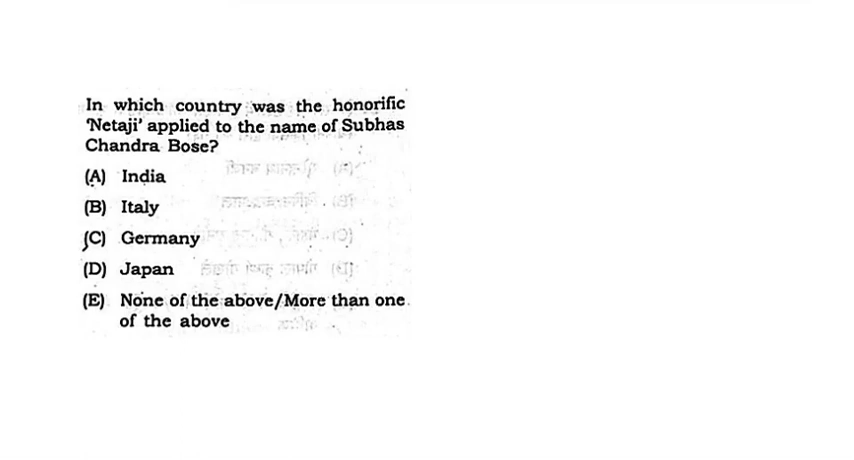 In which country was the honorific
'Netaji' applied to the name of Subhas
Chandra Bose?
(A) India
(B) Italy
(C) Germany
(D) Japan
(E) None of the above/More than one
of the above